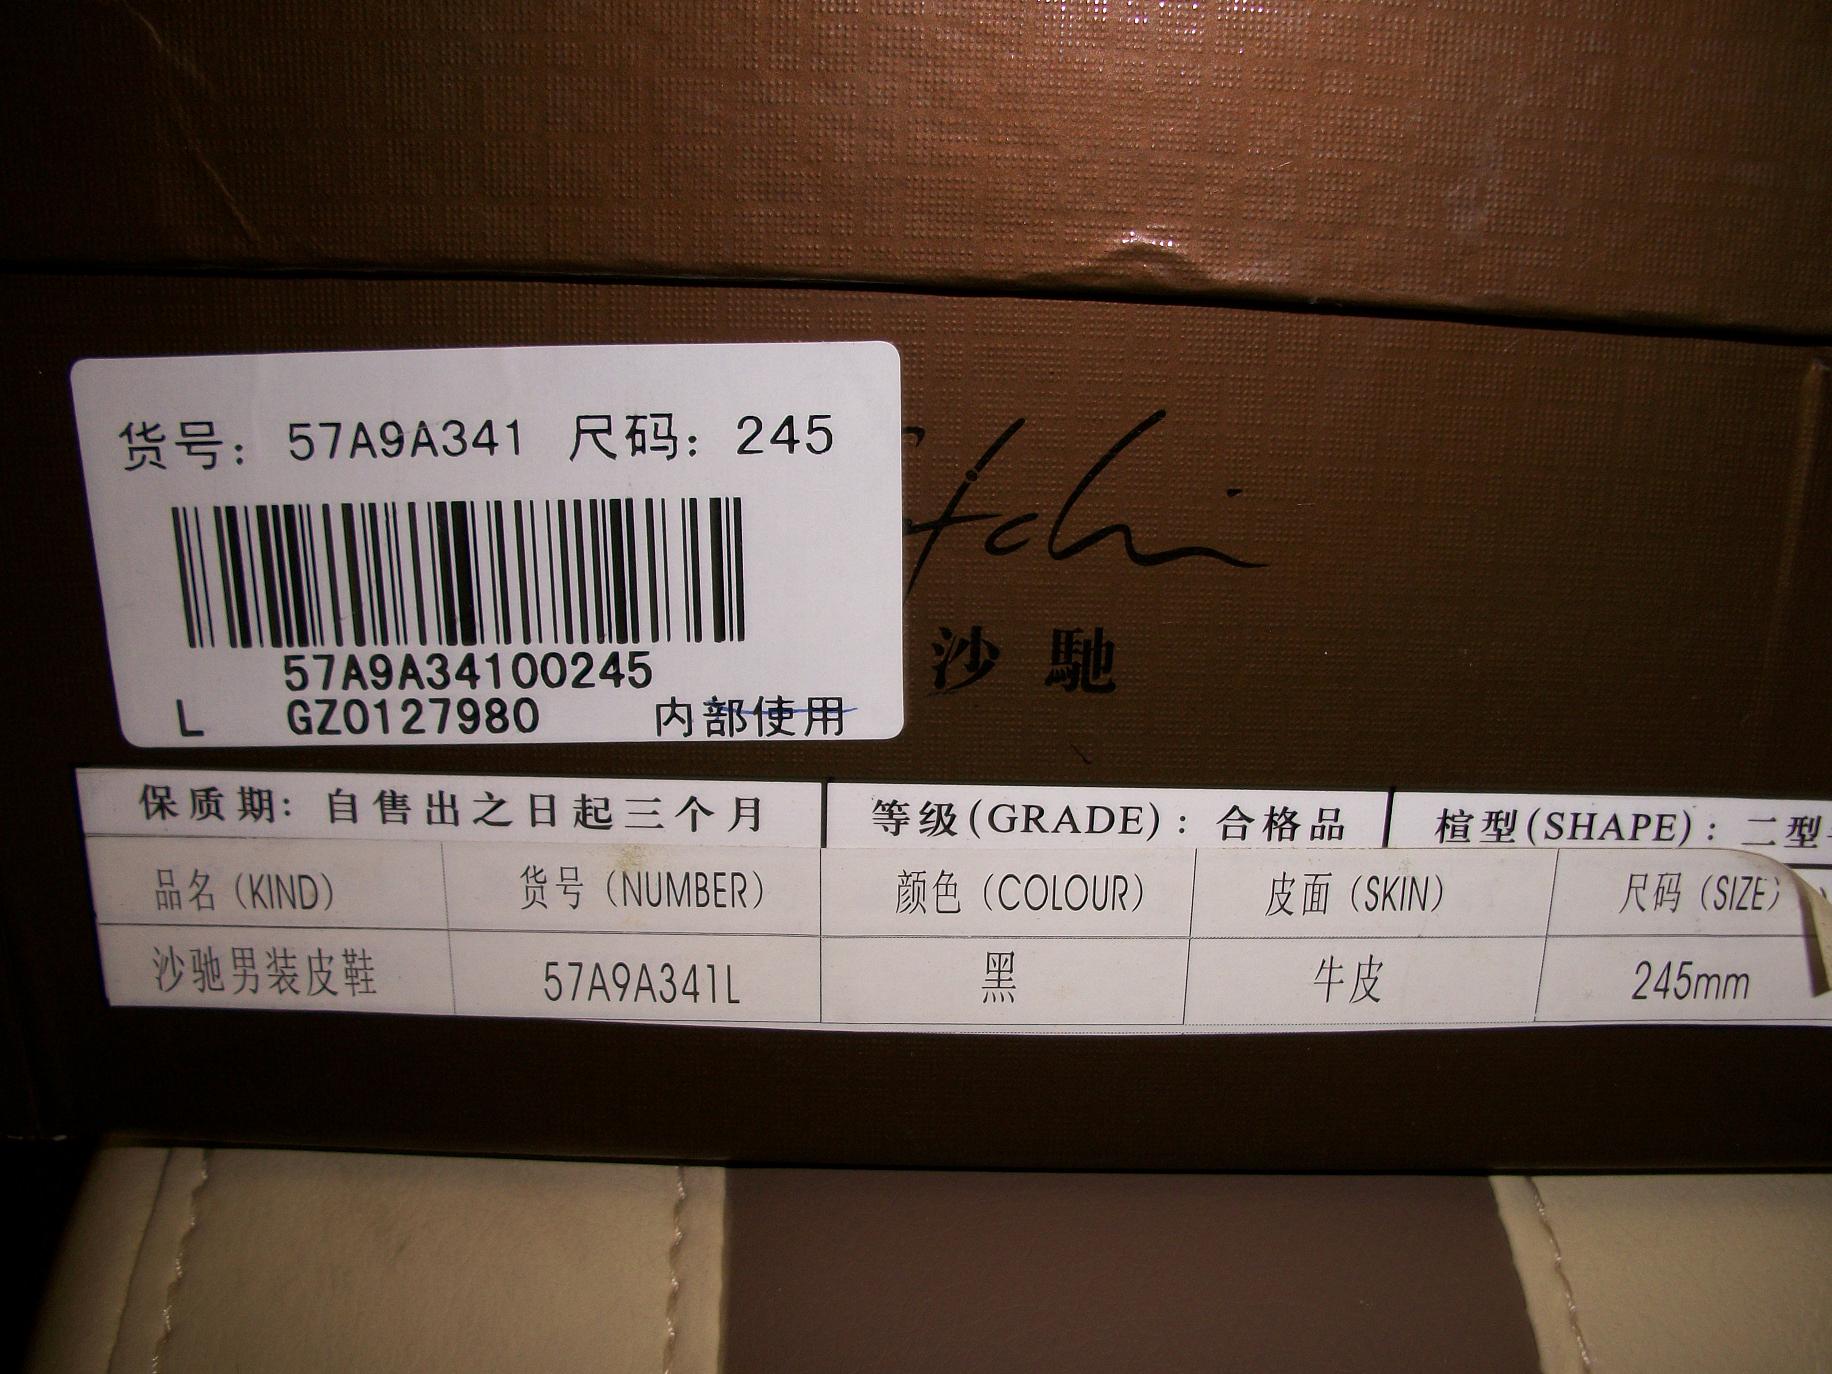 货号: 57A9A341 尺码: 245
57A9A34100245
L GZ0127980 内部使用
沙馳
保质期: 自售出之日起三个月 等级(GRADE): 合格品 楦型(SHAPE): 二型
品名(KIND) 货号(NUMBER) 颜色(COLOUR) 皮面(SKIN) 尺码(SIZE)
沙驰男装皮鞋 57A9A341L 黑 牛皮 245mm